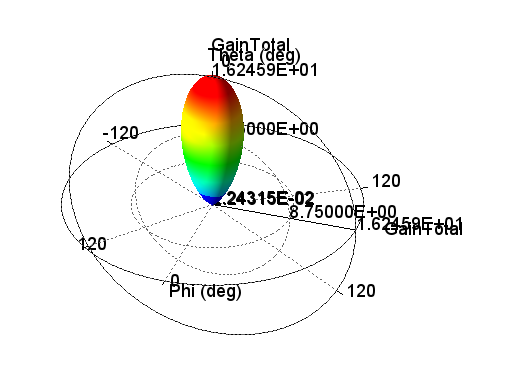 GainTotal
Theta (deg)
0
1.62459E+01
-120
5000E+00
.24315E-02
120
8.75000E+00
1.62459E+01
GainTotal
120
0
Phi (deg)
120